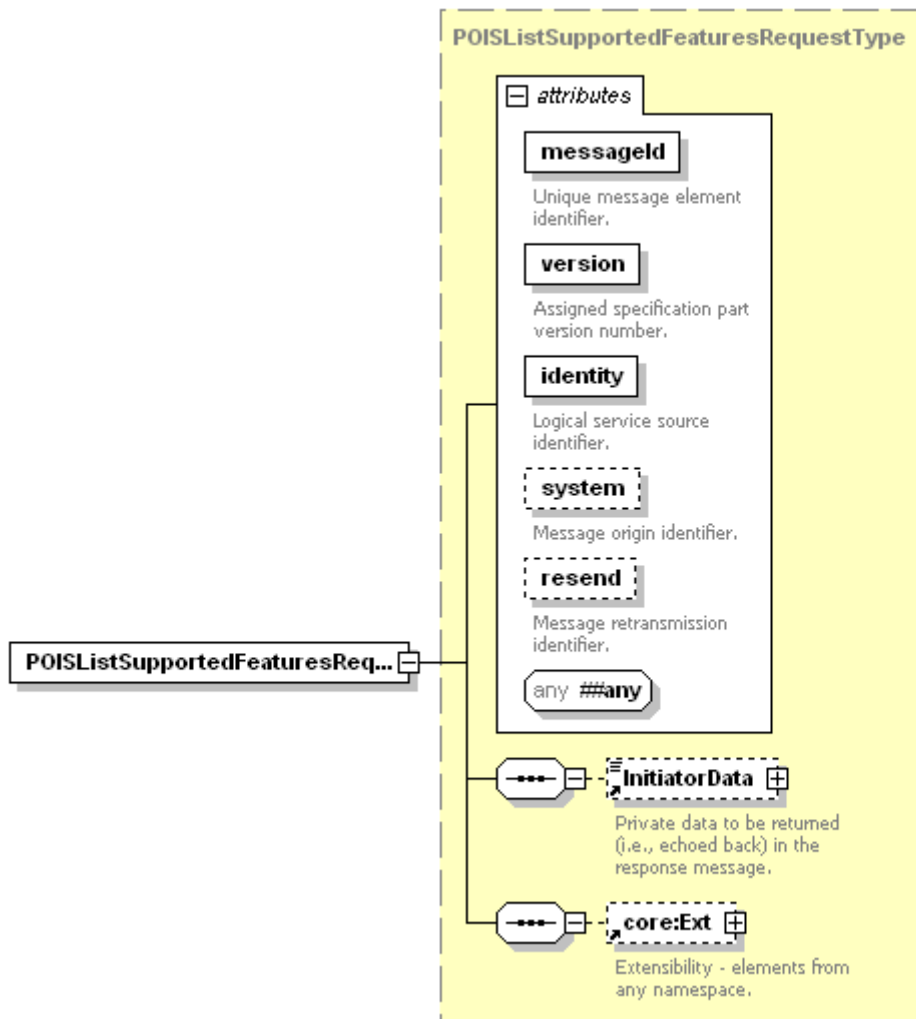 POISListSupportedFeaturesRequestType
attributes
messageId
Unique message element
identifier.
version
Assigned specification part
version number.
identity
Logical service source
identifier.
system
Message origin identifier.
resend
Message retransmission
identifier.
POISListSupportedFeaturesReq...
any ##any
InitiatorData
Private data to be returned
(i.e., echoed back) in the
response message.
core:Ext
Extensibility - elements from
any namespace.